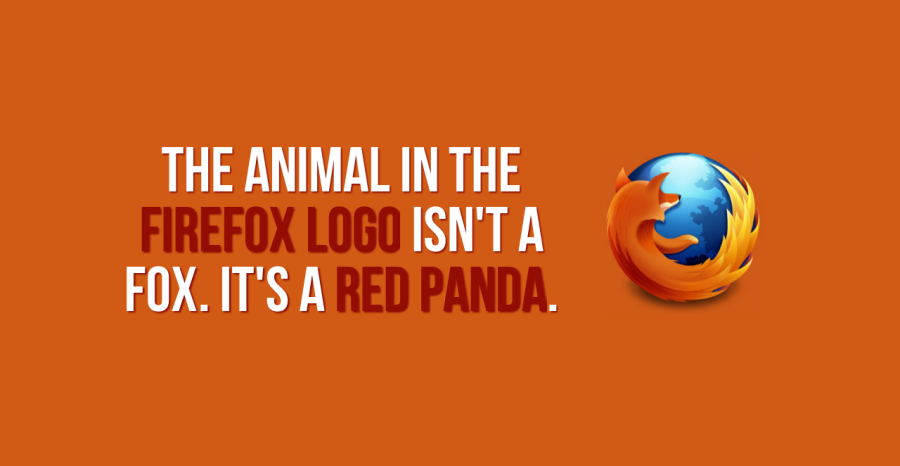 THE ANIMAL IN THE
FIREFOX LOGO ISN'T A
FOX. IT'S A RED PANDA.